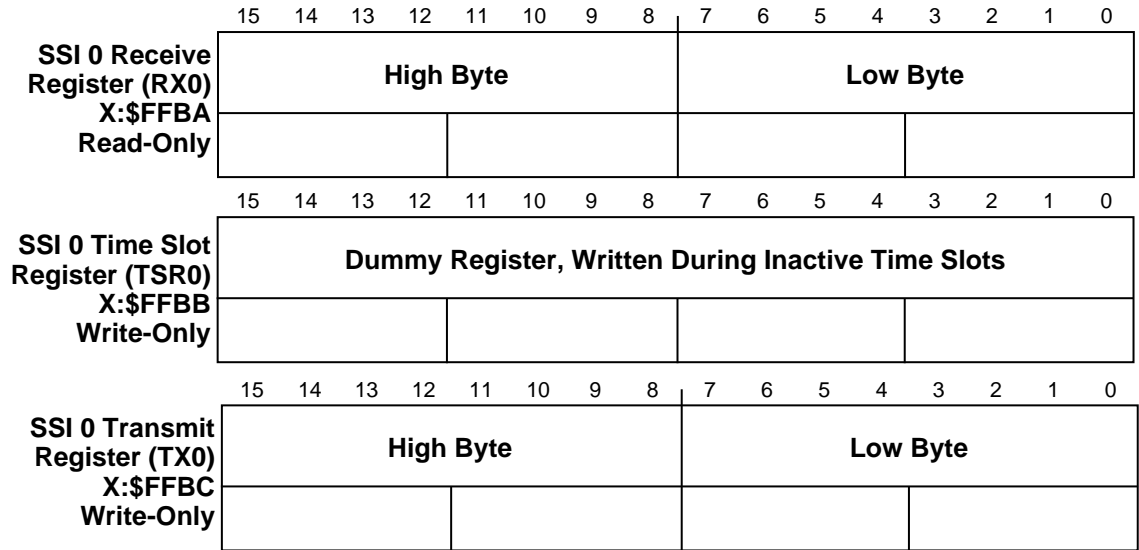 15 14 13 12 11 10 9 8 7 6 5 4 3 2 1 0
SSI 0 Receive
Register (RX0)
X:$FFBA
Read-Only
High Byte Low Byte
15 14 13 12 11 10 9 8 7 6 5 4 3 2 1 0
SSI 0 Time Slot
Register (TSR0)
X:$FFBB
Write-Only
Dummy Register, Written During Inactive Time Slots
15 14 13 12 11 10 9 8 7 6 5 4 3 2 1 0
SSI 0 Transmit
Register (TX0)
X:$FFBC
Write-Only
High Byte Low Byte